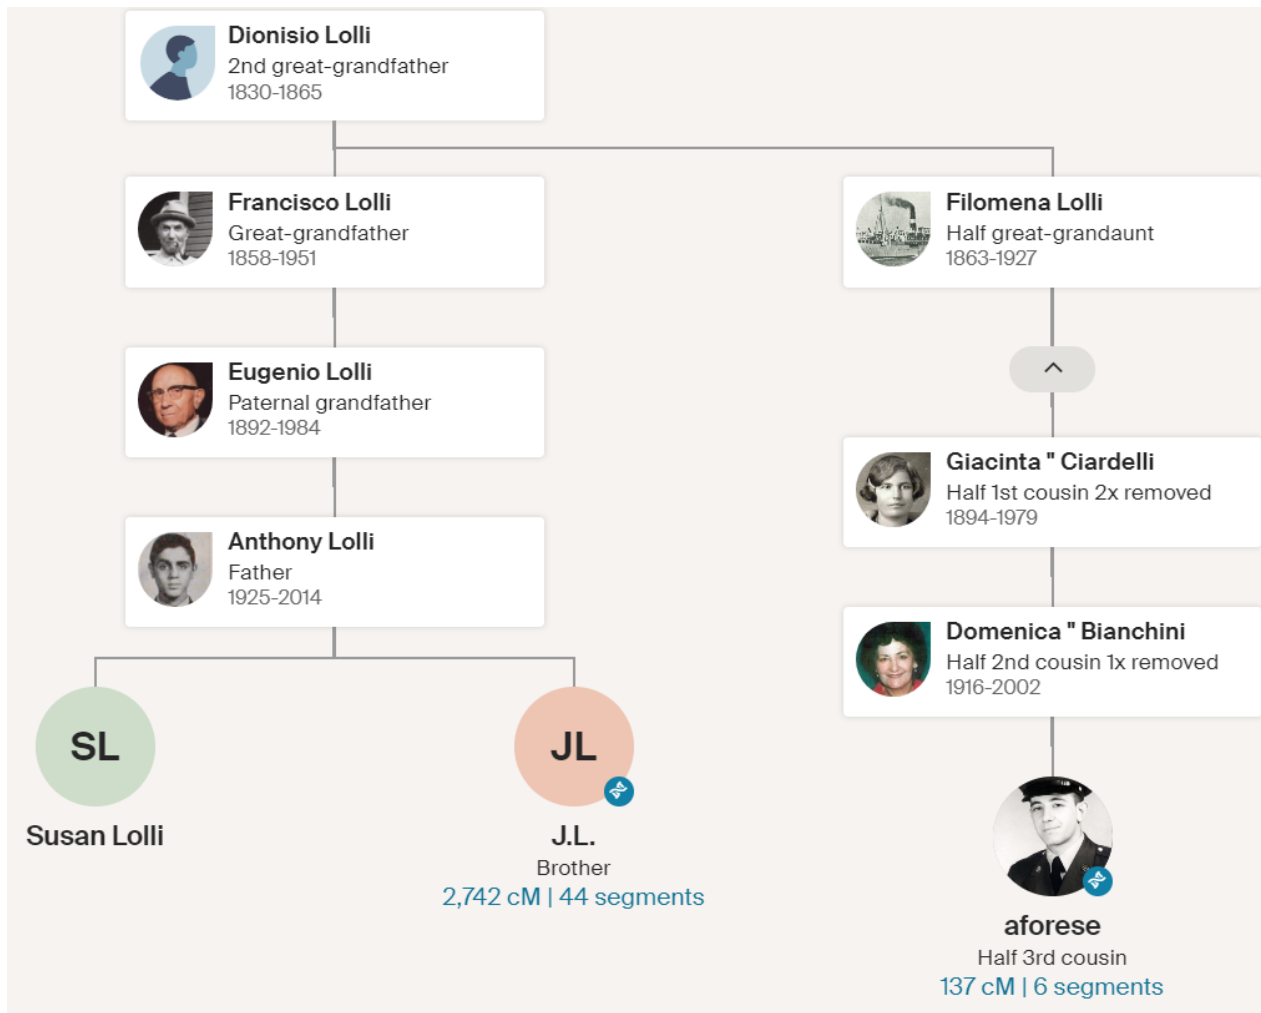 Dionisio Lolli
2nd great-grandfather
1830-1865
Francisco Lolli
Great-grandfather
1858-1951
Filomena Lolli
Half great-grandaunt
1863-1927
Eugenio Lolli
Paternal grandfather
1892-1984
Giacinta " Ciardelli
Half 1st cousin 2x removed
1894-1979
Anthony Lolli
Father
1925-2014
Domenica " Bianchini
Half 2nd cousin 1x removed
1916-2002
SL
Susan Lolli
JL
J.L.
Brother
2,742 cM | 44 segments
aforese
Half 3rd cousin
137 cM | 6 segments